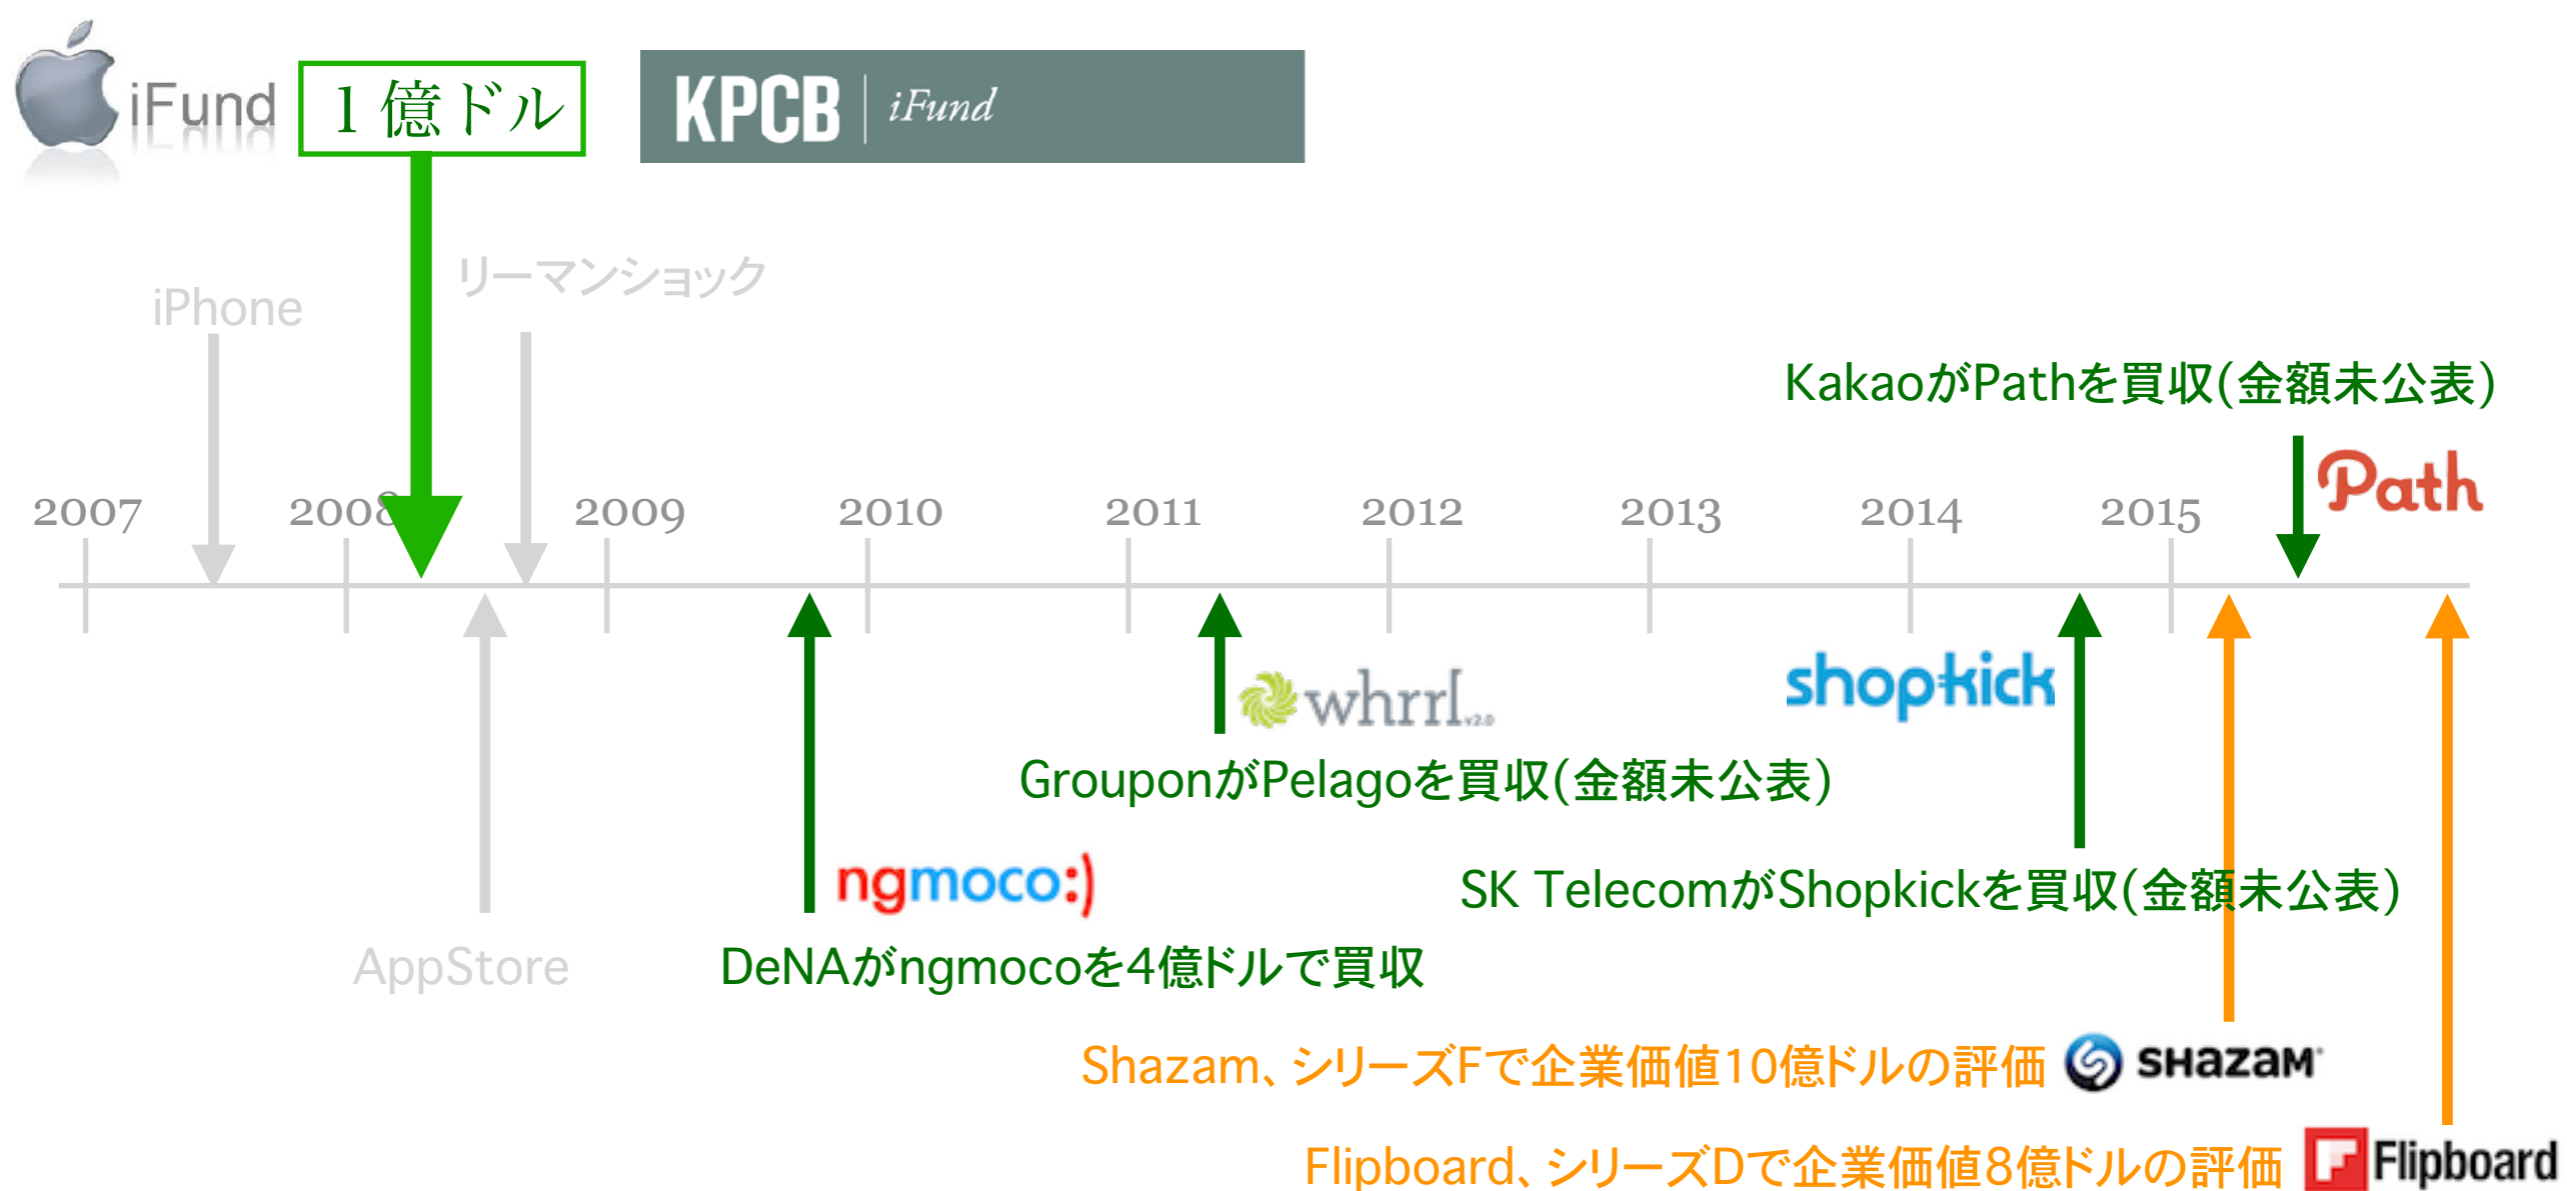 iFund
1億ドル
KPCB | iFund
リーマンショック
iPhone
KakaoがPathを買収(金額未公表)
Path
2007 2008 2009 2010 2011 2012 2013 2014 2015
whrrl v2.0
shopkick
GrouponがPelagoを買収(金額未公表)
ngmoco:)
SK TelecomがShopkickを買収(金額未公表)
AppStore
DeNAがngmocoを4億ドルで買収
Shazam、シリーズFで企業価値10億ドルの評価
SHAZAM
Flipboard、シリーズDで企業価値8億ドルの評価
Flipboard